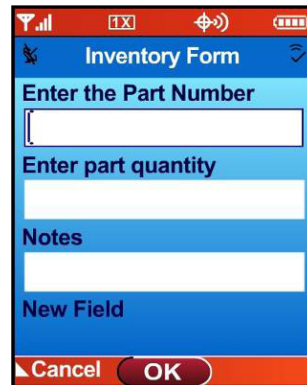 1X
Inventory Form
Enter the Part Number
Enter part quantity
Notes
New Field
Cancel OK